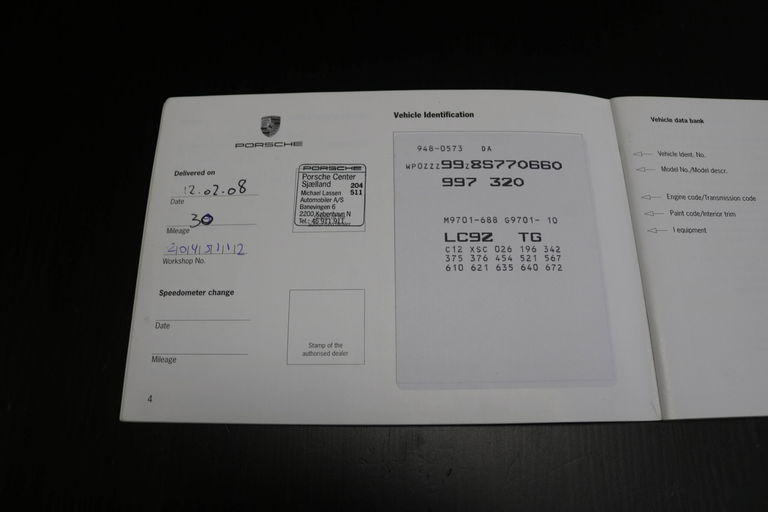 PORSCHE
Delivered on
12.02.08
Date
30
Mileage
Workshop No.
Speedometer change
Date
Mileage
4
PORSCHE
Porsche Center
Sjælland 204
Michael Lassen 511
Automobiler A/S
Banevingen 6
2200 København N
Tel.:
Stamp of the
authorised dealer
Vehicle Identification
948-0573 DA
WP0ZZZ99Z8S770660
997 320
M9701-688 G9701- 10
LC9Z TG
C12 XSC 026 196 342
375 376 454 521 567
610 621 635 640 672
Vehicle data bank
Vehicle Ident. No.
Model No./Model descr.
Engine code/Transmission code
Paint code/Interior trim
equipment